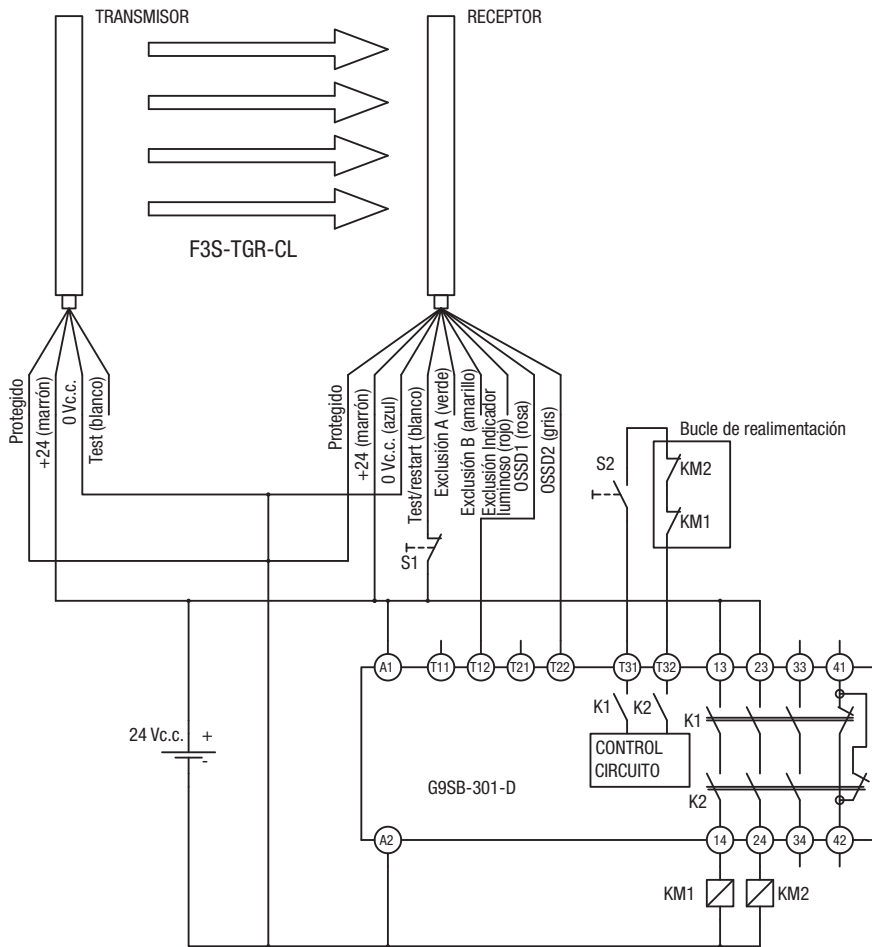 TRANSMISOR
RECEPTOR
F3S-TGR-CL
Protegido
+24 (marrón)
0 Vc.c.
Test (blanco)
Protegido
+24 (marrón)
0 Vc.c. (azul)
Test/restart (blanco)
Exclusión A (verde)
Exclusión B (amarillo)
Exclusión Indicador
luminoso (rojo)
OSSD1 (rosa)
OSSD2 (gris)
S1
S2
Bucle de realimentación
KM2
KM1
A1
T11
T12
T21
T22
T31
T32
13
23
33
41
K1
K2
CONTROL
CIRCUITO
K1
K2
24 Vc.c.
+
-
G9SB-301-D
A2
14
24
34
42
KM1
KM2